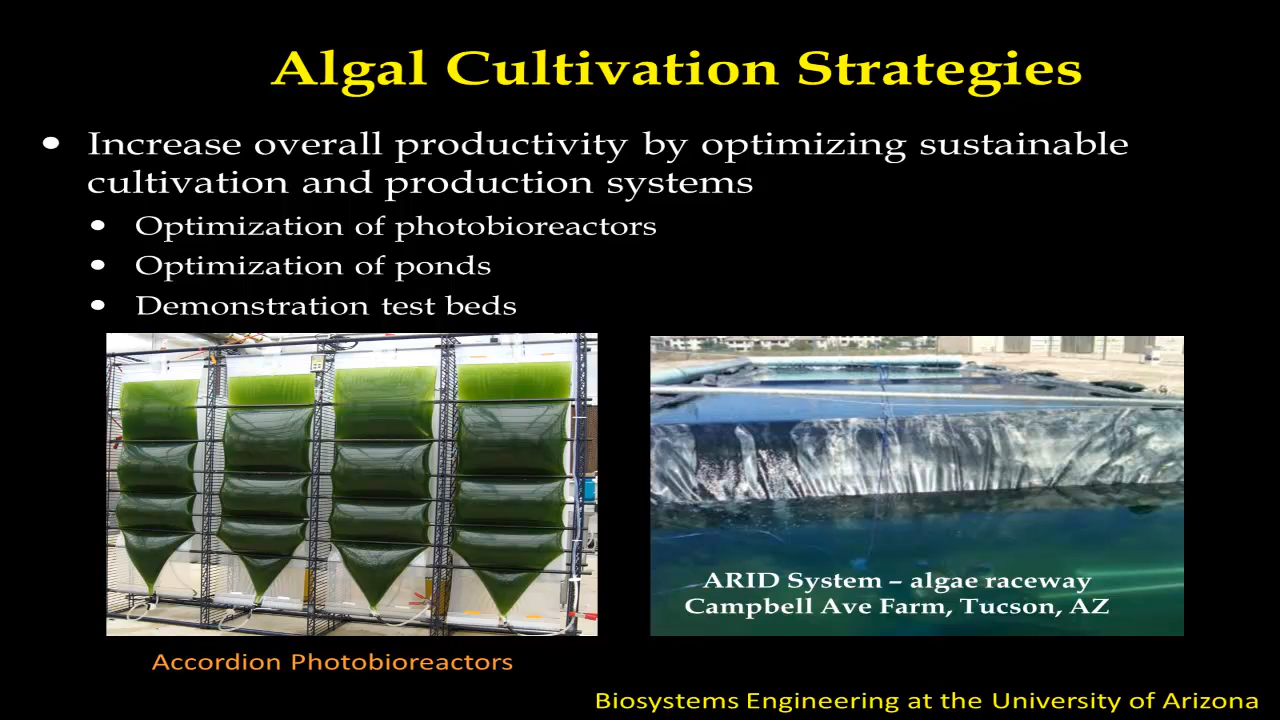 Algal Cultivation Strategies
• Increase overall productivity by optimizing sustainable
cultivation and production systems
• Optimization of photobioreactors
• Optimization of ponds
• Demonstration test beds
ARID System – algae raceway
Campbell Ave Farm, Tucson, AZ
Accordion Photobioreactors
Biosystems Engineering at the University of Arizona